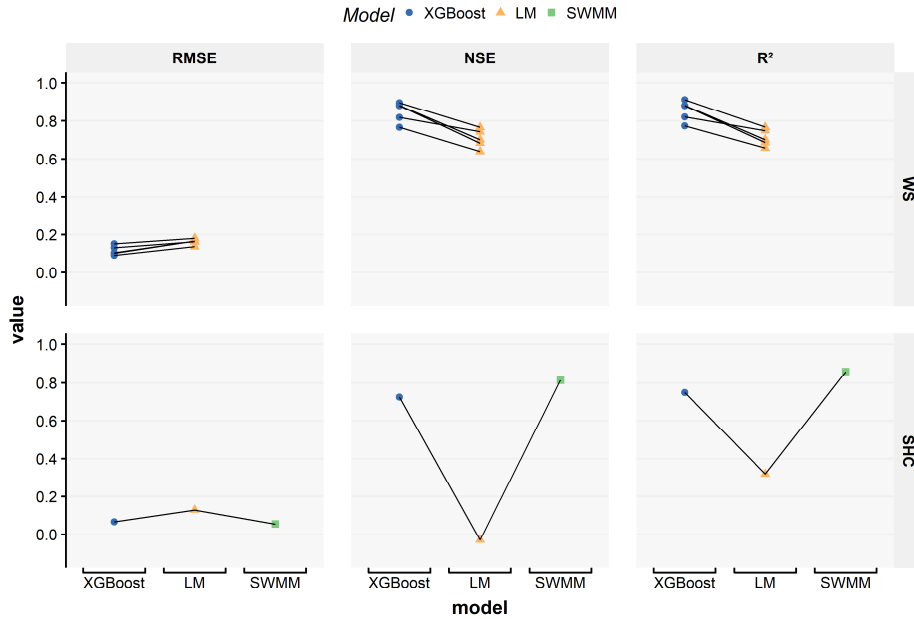 Model XGBoost LM SWMM
RMSE NSE R²
1.0
0.8
0.6
0.4
0.2
0.0
WS
value
1.0
0.8
0.6
0.4
0.2
0.0
SHC
XGBoost LM SWMM XGBoost LM SWMM XGBoost LM SWMM
model